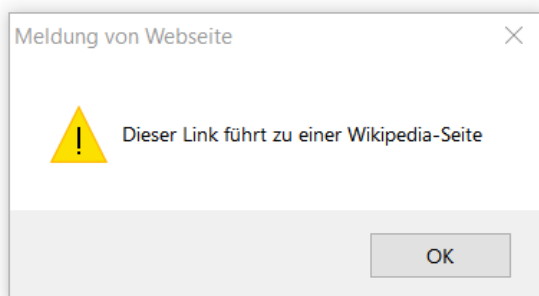 Meldung von Webseite
!
Dieser Link führt zu einer Wikipedia-Seite
OK